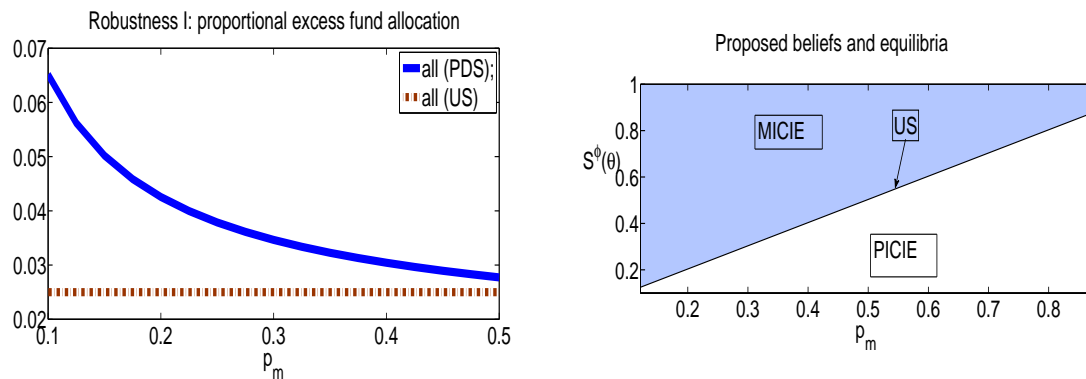 Robustness I: proportional excess fund allocation
0.07
0.06
0.05
0.04
0.03
0.02
all (PDS);
all (US)
0.1 0.2 0.3 0.4 0.5
p_m
Proposed beliefs and equilibria
1
0.8
0.6
0.4
0.2
S^ϕ(θ)
MICIE
US
PICIE
0.2 0.3 0.4 0.5 0.6 0.7 0.8
p_m